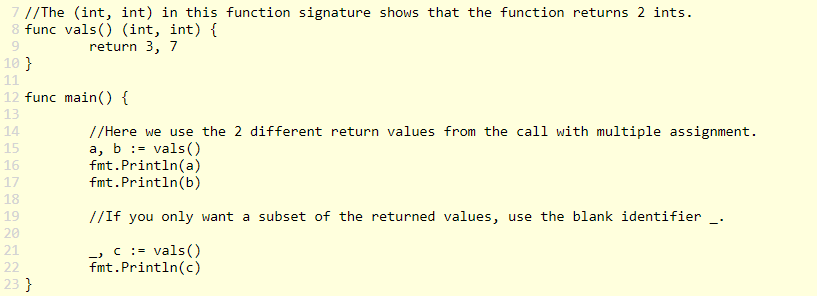 7 //The (int, int) in this function signature shows that the function returns 2 ints.
8 func vals() (int, int) {
9         return 3, 7
10 }
11
12 func main() {
13
14         //Here we use the 2 different return values from the call with multiple assignment.
15         a, b := vals()
16         fmt.Println(a)
17         fmt.Println(b)
18
19         //If you only want a subset of the returned values, use the blank identifier _.
20
21         _, c := vals()
22         fmt.Println(c)
23 }